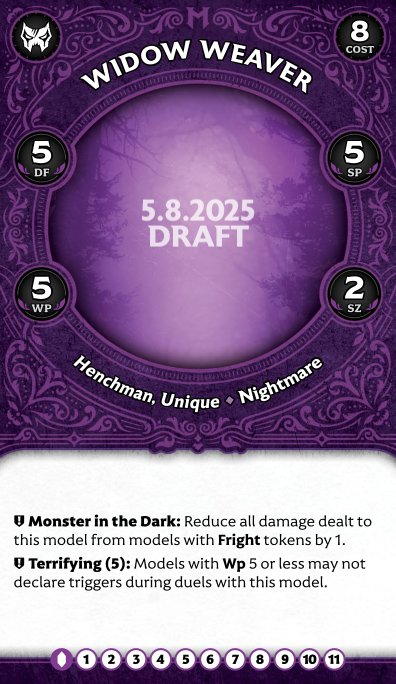 WIDOW WEAVER
8
COST
5
DF
5
SP
5.8.2025
DRAFT
5
WP
2
SZ
Henchman, Unique ◆ Nightmare
Monster in the Dark: Reduce all damage dealt to
this model from models with Fright tokens by 1.
Terrifying (5): Models with Wp 5 or less may not
declare triggers during duels with this model.
1 2 3 4 5 6 7 8 9 10 11